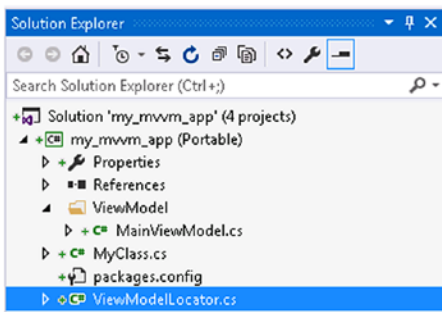 Solution Explorer
Search Solution Explorer (Ctrl+;)
Solution 'my_mvvm_app' (4 projects)
my_mvvm_app (Portable)
Properties
References
ViewModel
MainViewModel.cs
MyClass.cs
packages.config
ViewModelLocator.cs